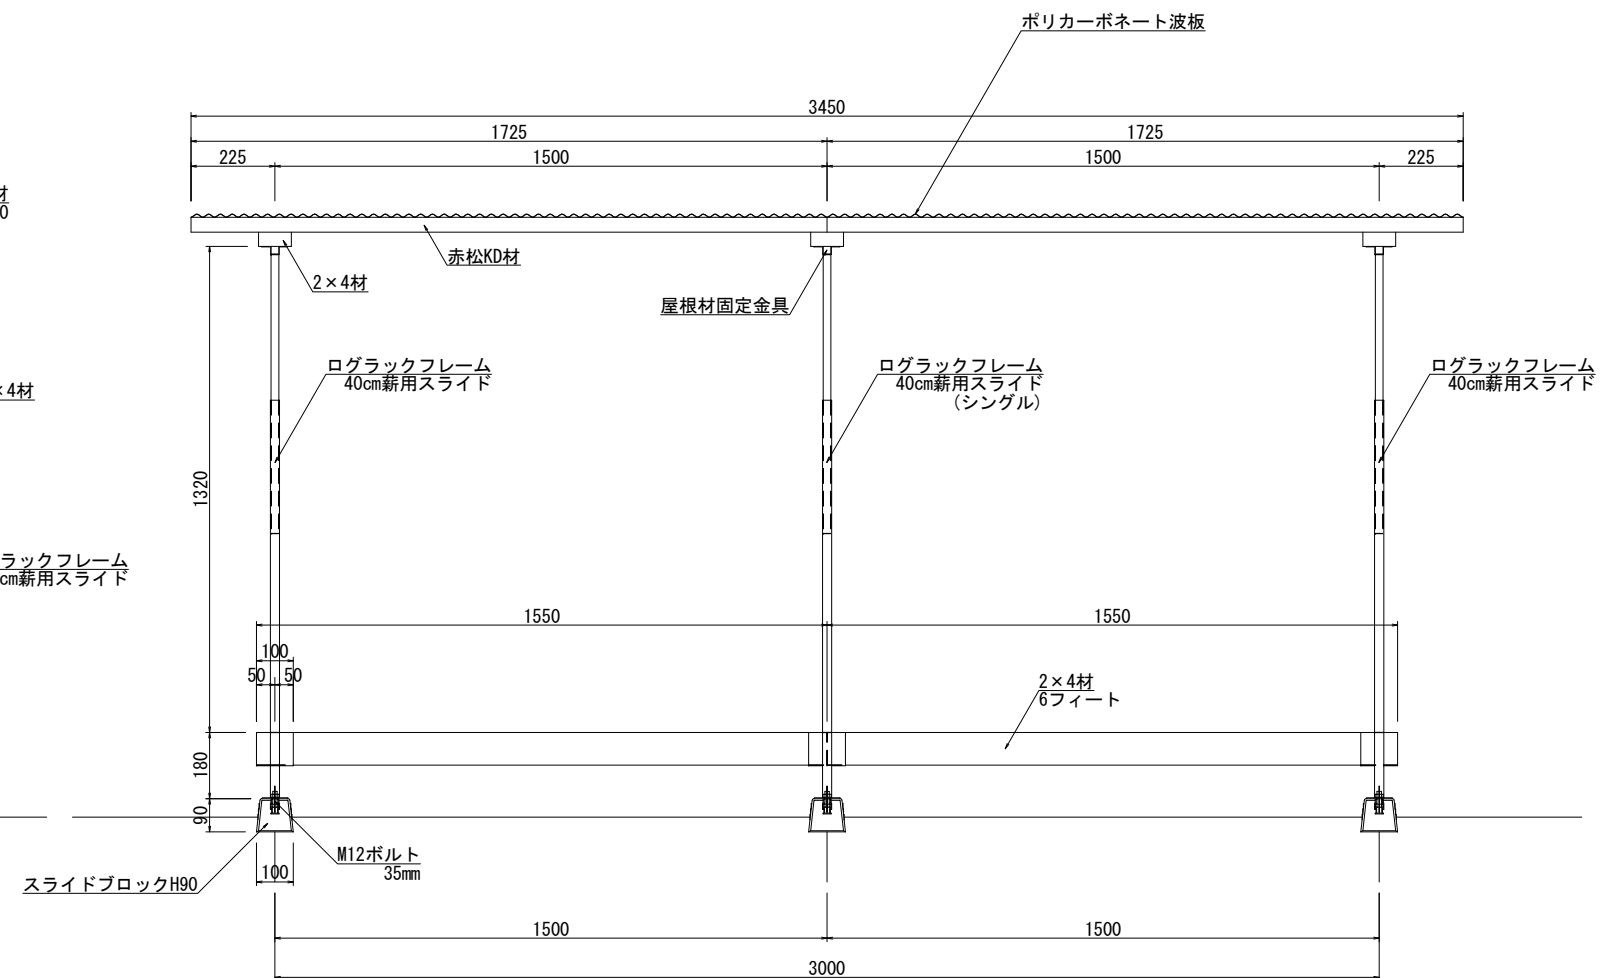 ポリカーボネート波板
3450
1725
1725
225
1500
1500
225
材
0
赤松KD材
2×4材
屋根材固定金具
ログラックフレーム
40cm薪用スライド
ログラックフレーム
40cm薪用スライド
(シングル)
ログラックフレーム
40cm薪用スライド
×4材
1320
ラックフレーム
cm薪用スライド
1550
1550
100
50
50
2×4材
6フィート
180
90
M12ボルト
35mm
100
スライドブロックH90
1500
1500
3000